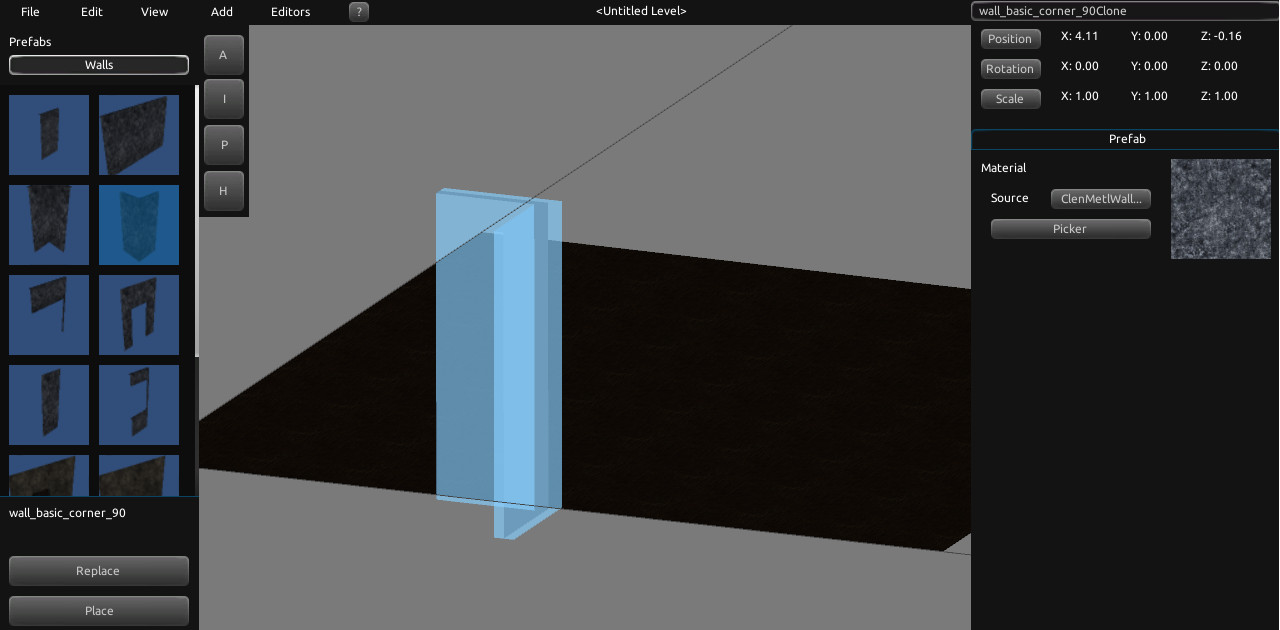 File Edit View Add Editors ? <Untitled Level>
Prefabs
Walls
A
I
P
H
wall_basic_corner_90
Replace
Place
wall_basic_corner_90Clone
Position X: 4.11 Y: 0.00 Z: -0.16
Rotation X: 0.00 Y: 0.00 Z: 0.00
Scale X: 1.00 Y: 1.00 Z: 1.00
Prefab
Material
Source ClenMetlWall...
Picker